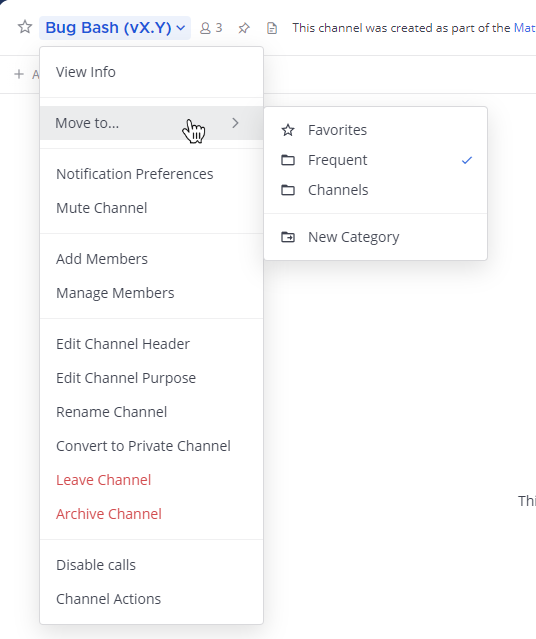 Bug Bash (vX.Y) 3 This channel was created as part of the Mat
A
View Info
Move to...
Favorites
Frequent
Channels
New Category
Notification Preferences
Mute Channel
Add Members
Manage Members
Edit Channel Header
Edit Channel Purpose
Rename Channel
Convert to Private Channel
Leave Channel
Archive Channel
Disable calls
Channel Actions
Thi